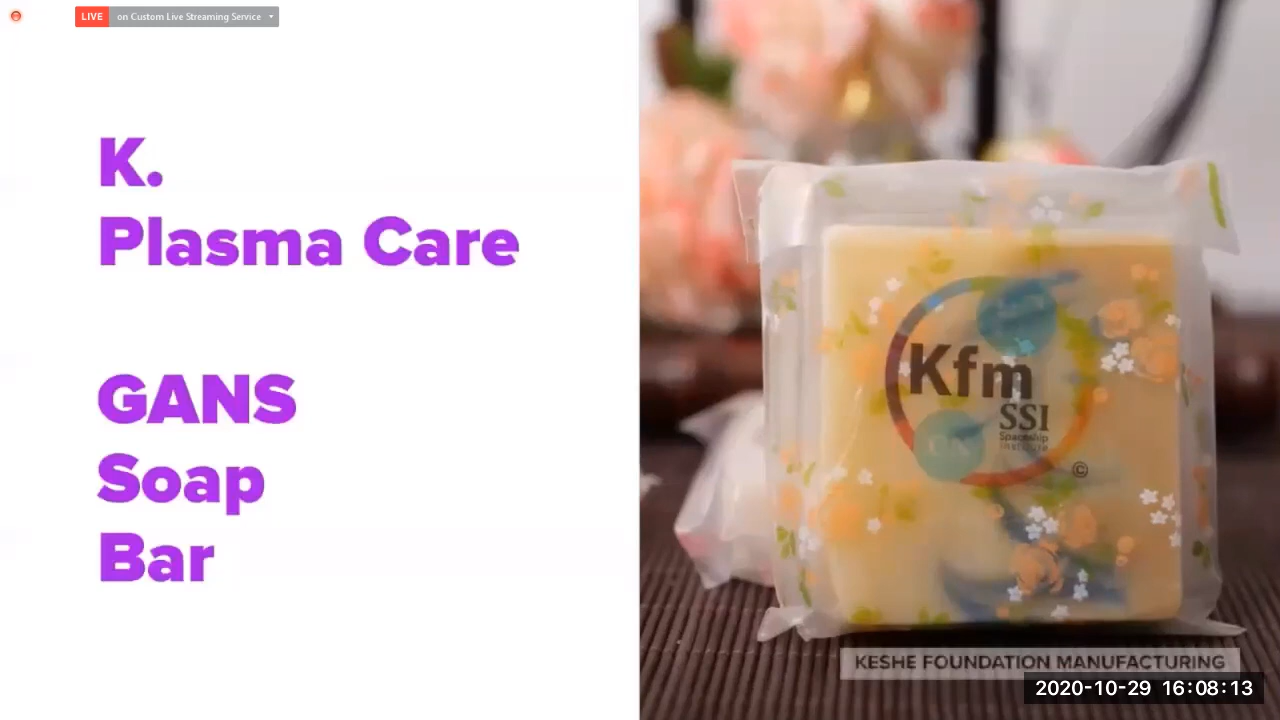 LIVE on Custom Live Streaming Service
K.
Plasma Care
GANS
Soap
Bar
Kfm
SSI
Spaceship
Institute
©
KESHE FOUNDATION MANUFACTURING
2020-10-29 16:08:13